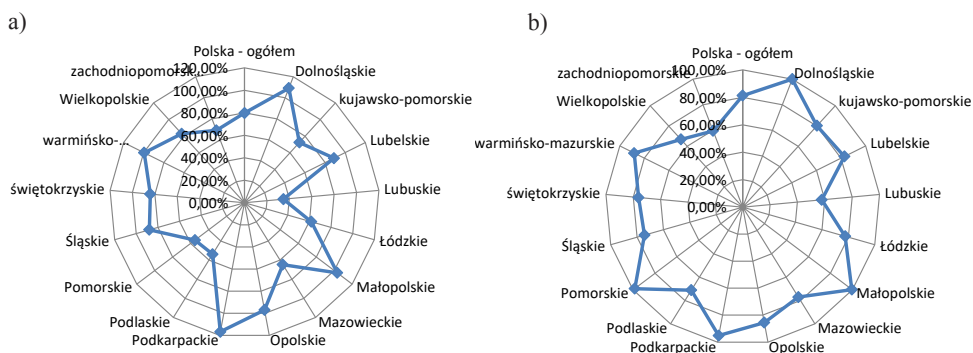 a)
Polska - ogółem
120,00%
100,00%
80,00%
60,00%
40,00%
20,00%
0,00%
Dolnośląskie
kujawsko-pomorskie
Lubelskie
Lubuskie
Łódzkie
Małopolskie
Mazowieckie
Opolskie
Podkarpackie
Podlaskie
Pomorskie
Śląskie
świętokrzyskie
warmińsko-...
Wielkopolskie
zachodniopomorsk...
b)
Polska - ogółem
100,00%
80,00%
60,00%
40,00%
20,00%
0,00%
Dolnośląskie
kujawsko-pomorskie
Lubelskie
Lubuskie
Łódzkie
Małopolskie
Mazowieckie
Opolskie
Podkarpackie
Podlaskie
Pomorskie
Śląskie
świętokrzyskie
warmińsko-mazurskie
Wielkopolskie
zachodniopomorskie